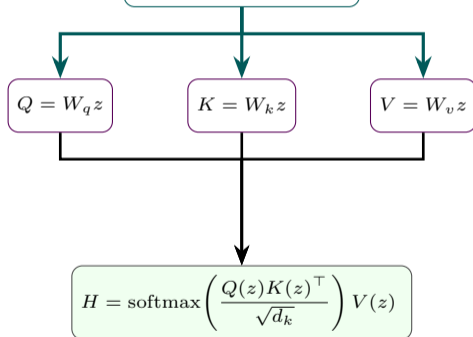 Q = W_q z
K = W_k z
V = W_v z
H = softmax( Q(z)K(z)^⊤ / √d_k ) V(z)